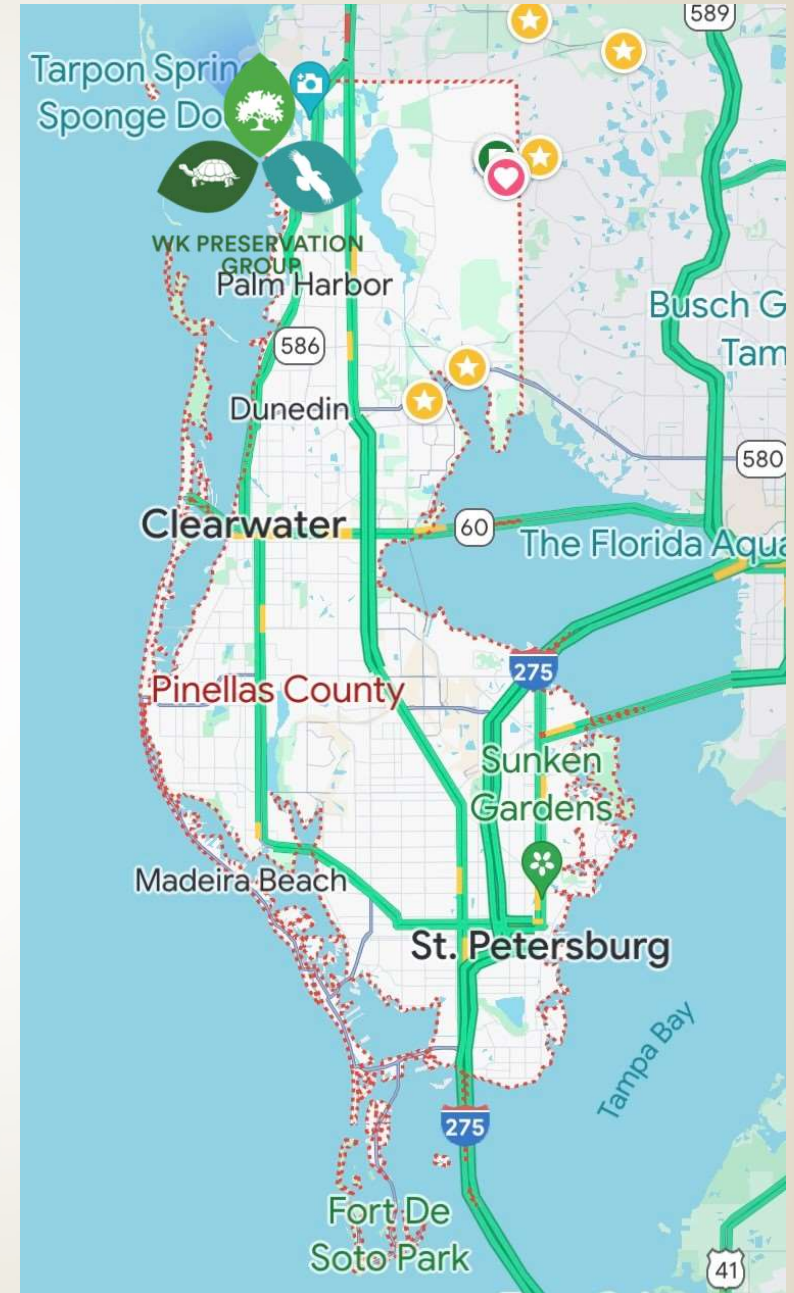 589
Tarpon Springs
Sponge Do
WK PRESERVATION
GROUP
Palm Harbor
Busch G
Tam
586
Dunedin
580
Clearwater
60
The Florida Aqua
Pinellas County
275
Sunken
Gardens
Madeira Beach
St. Petersburg
Tampa Bay
275
Fort De
Soto Park
41